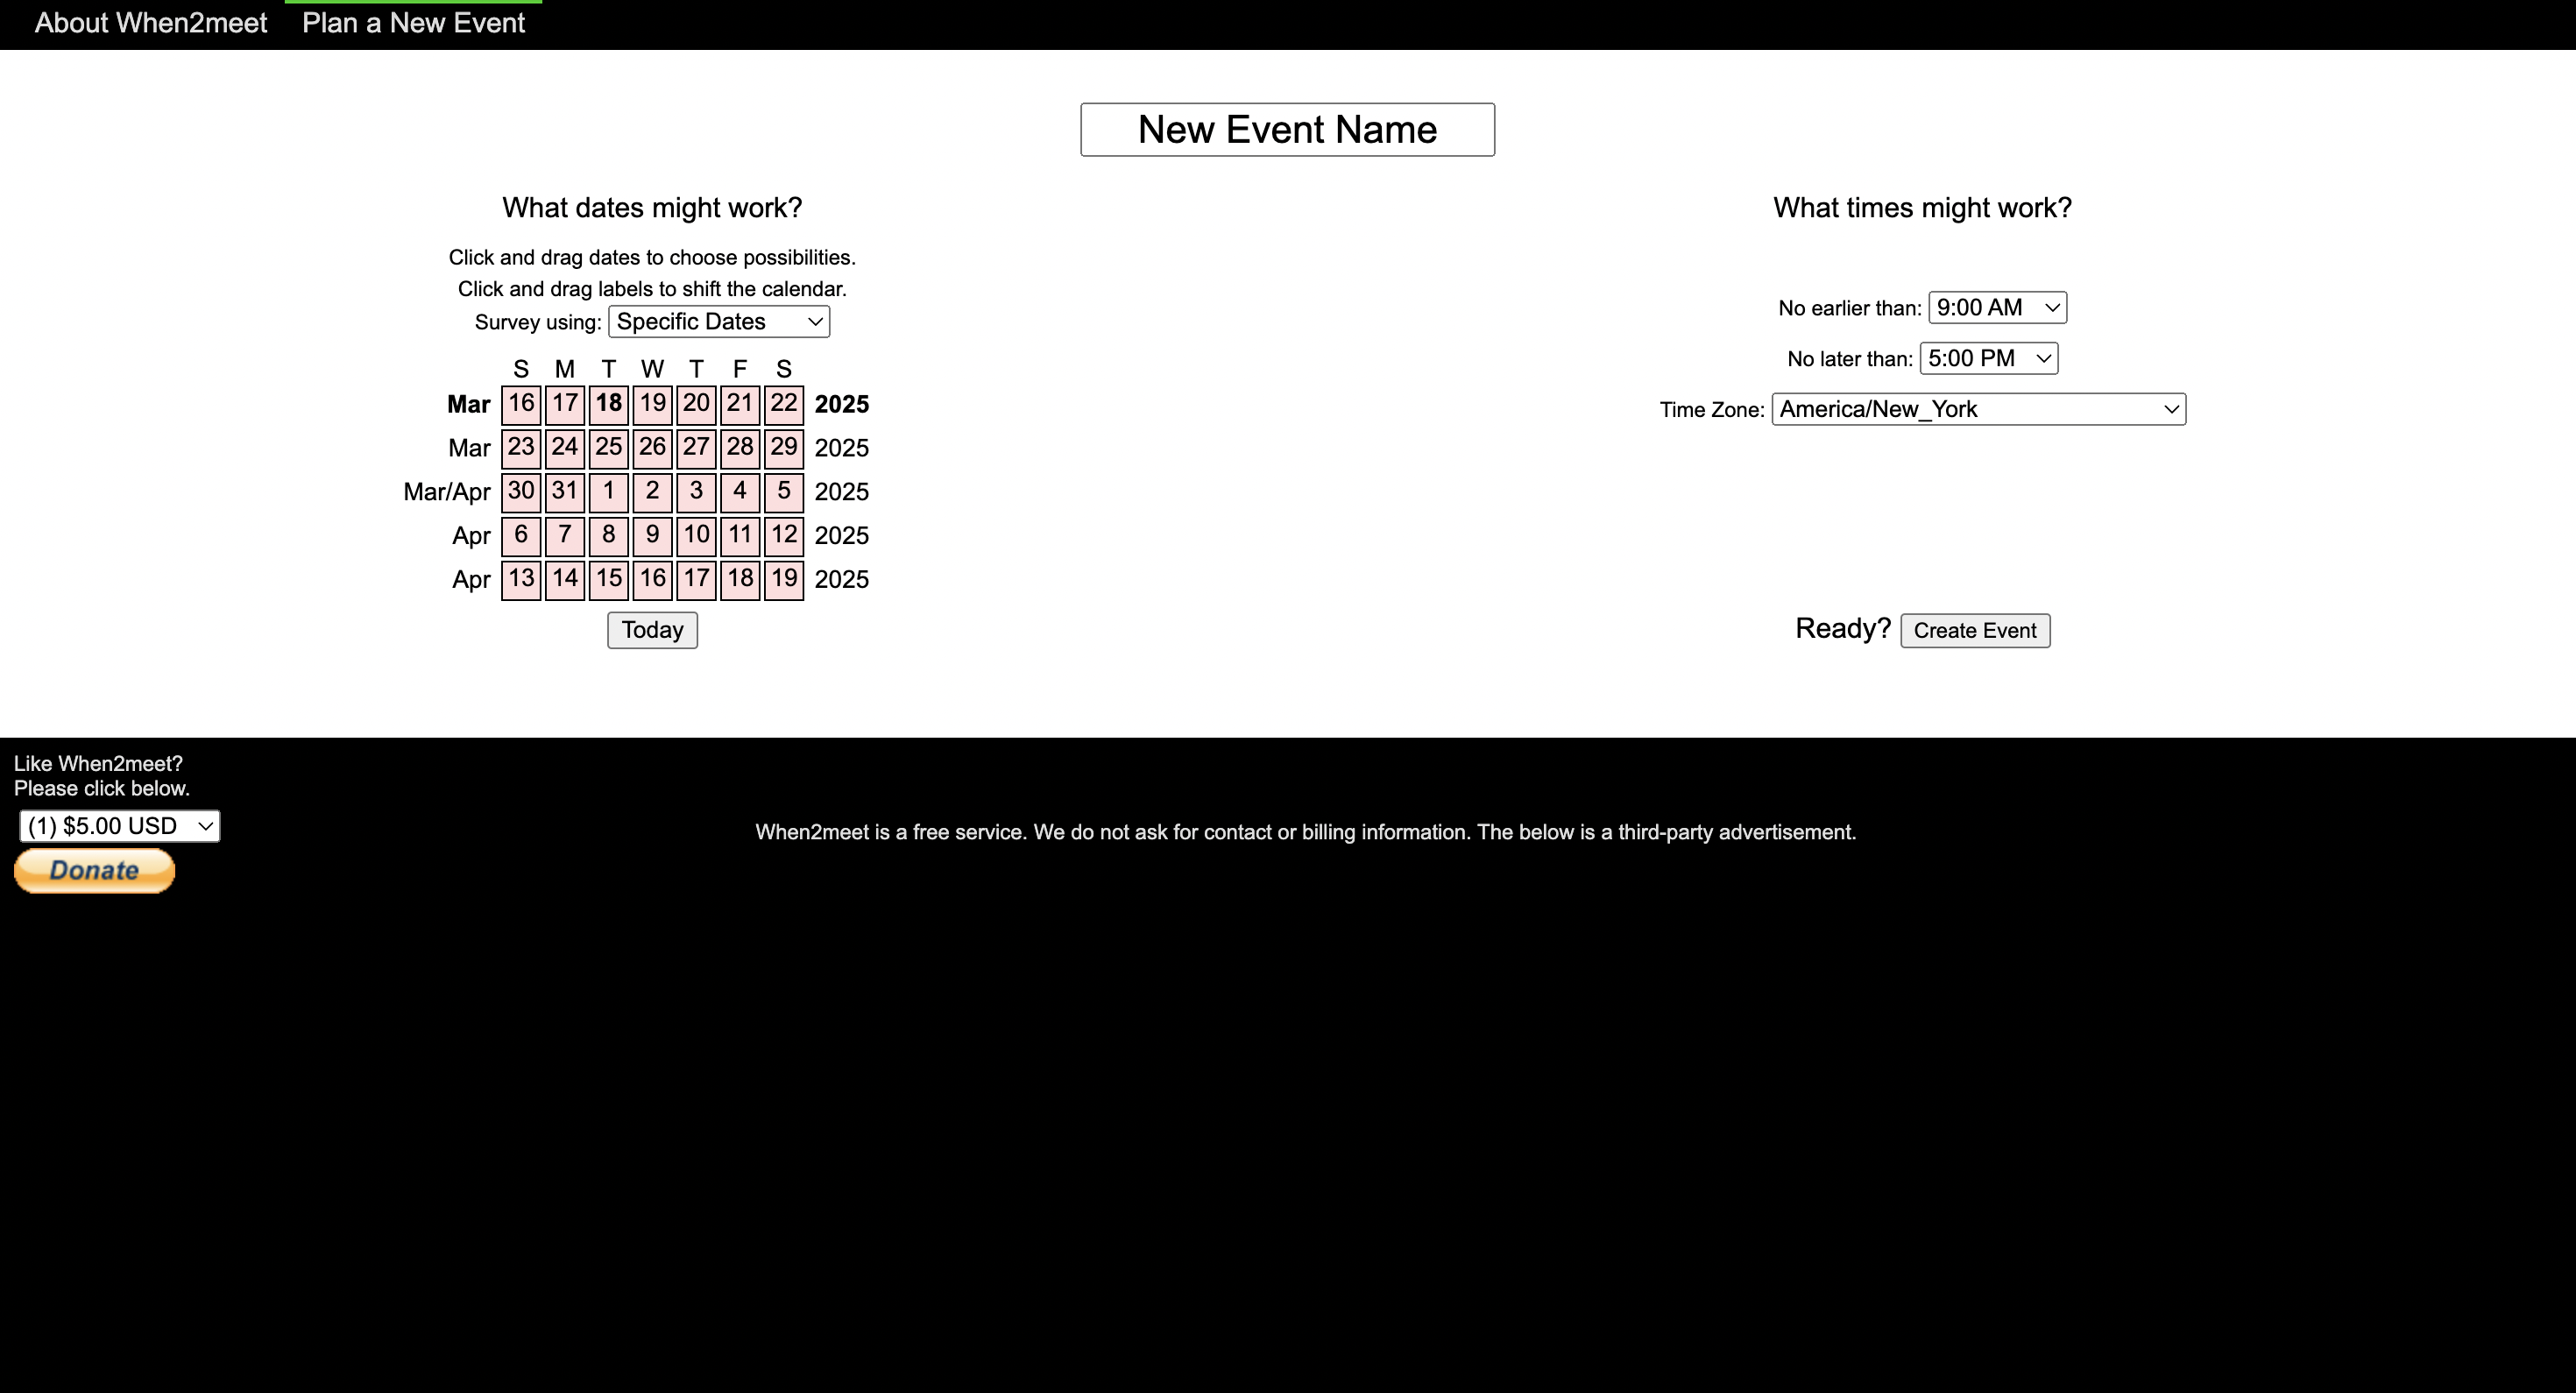 About When2meet Plan a New Event
New Event Name
What dates might work?
Click and drag dates to choose possibilities.
Click and drag labels to shift the calendar.
Survey using: Specific Dates
S M T W T F S
Mar 16 17 18 19 20 21 22 2025
Mar 23 24 25 26 27 28 29 2025
Mar/Apr 30 31 1 2 3 4 5 2025
Apr 6 7 8 9 10 11 12 2025
Apr 13 14 15 16 17 18 19 2025
Today
What times might work?
No earlier than: 9:00 AM
No later than: 5:00 PM
Time Zone: America/New_York
Ready? Create Event
Like When2meet?
Please click below.
(1) $5.00 USD
Donate
When2meet is a free service. We do not ask for contact or billing information. The below is a third-party advertisement.